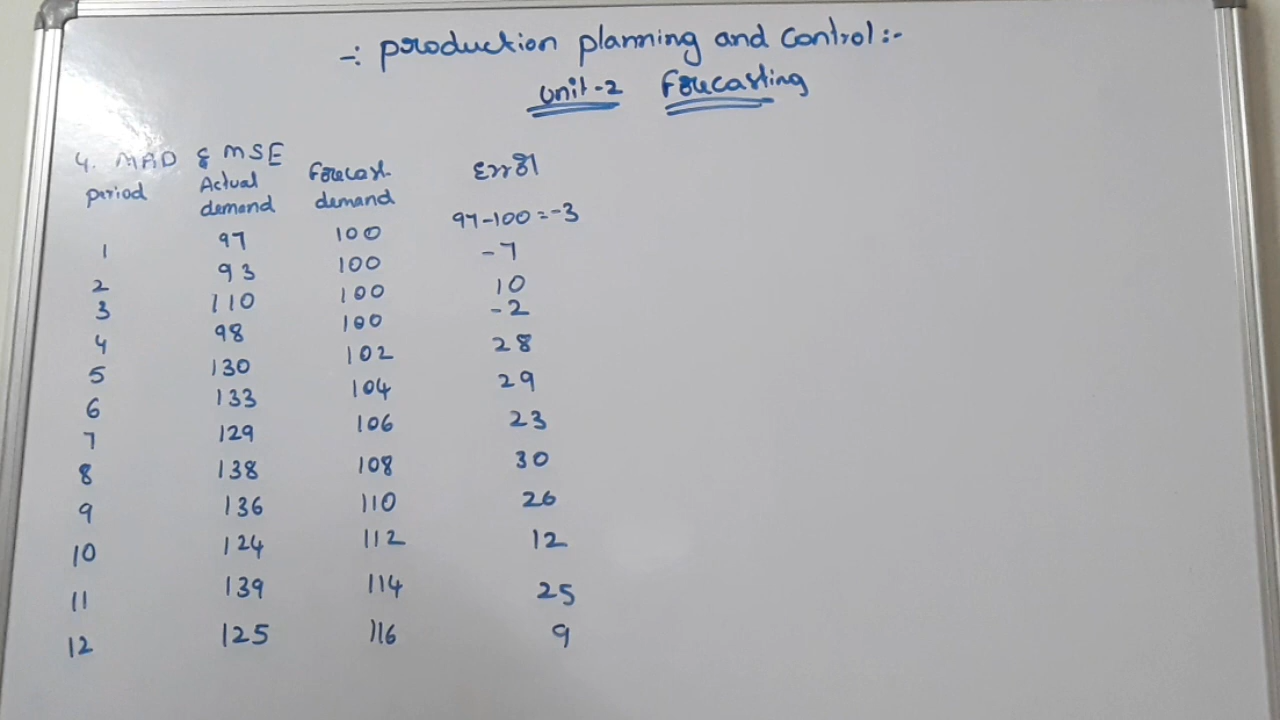 -: production planning and control:-
Unit-2 Forecasting
4. MAD & MSE
Period Actual demand Forecast. demand Error
1 97 100 97-100=-3
2 93 100 -7
3 110 100 10
4 98 100 -2
5 130 102 28
6 133 104 29
7 129 106 23
8 138 108 30
9 136 110 26
10 124 112 12
11 139 114 25
12 125 116 9